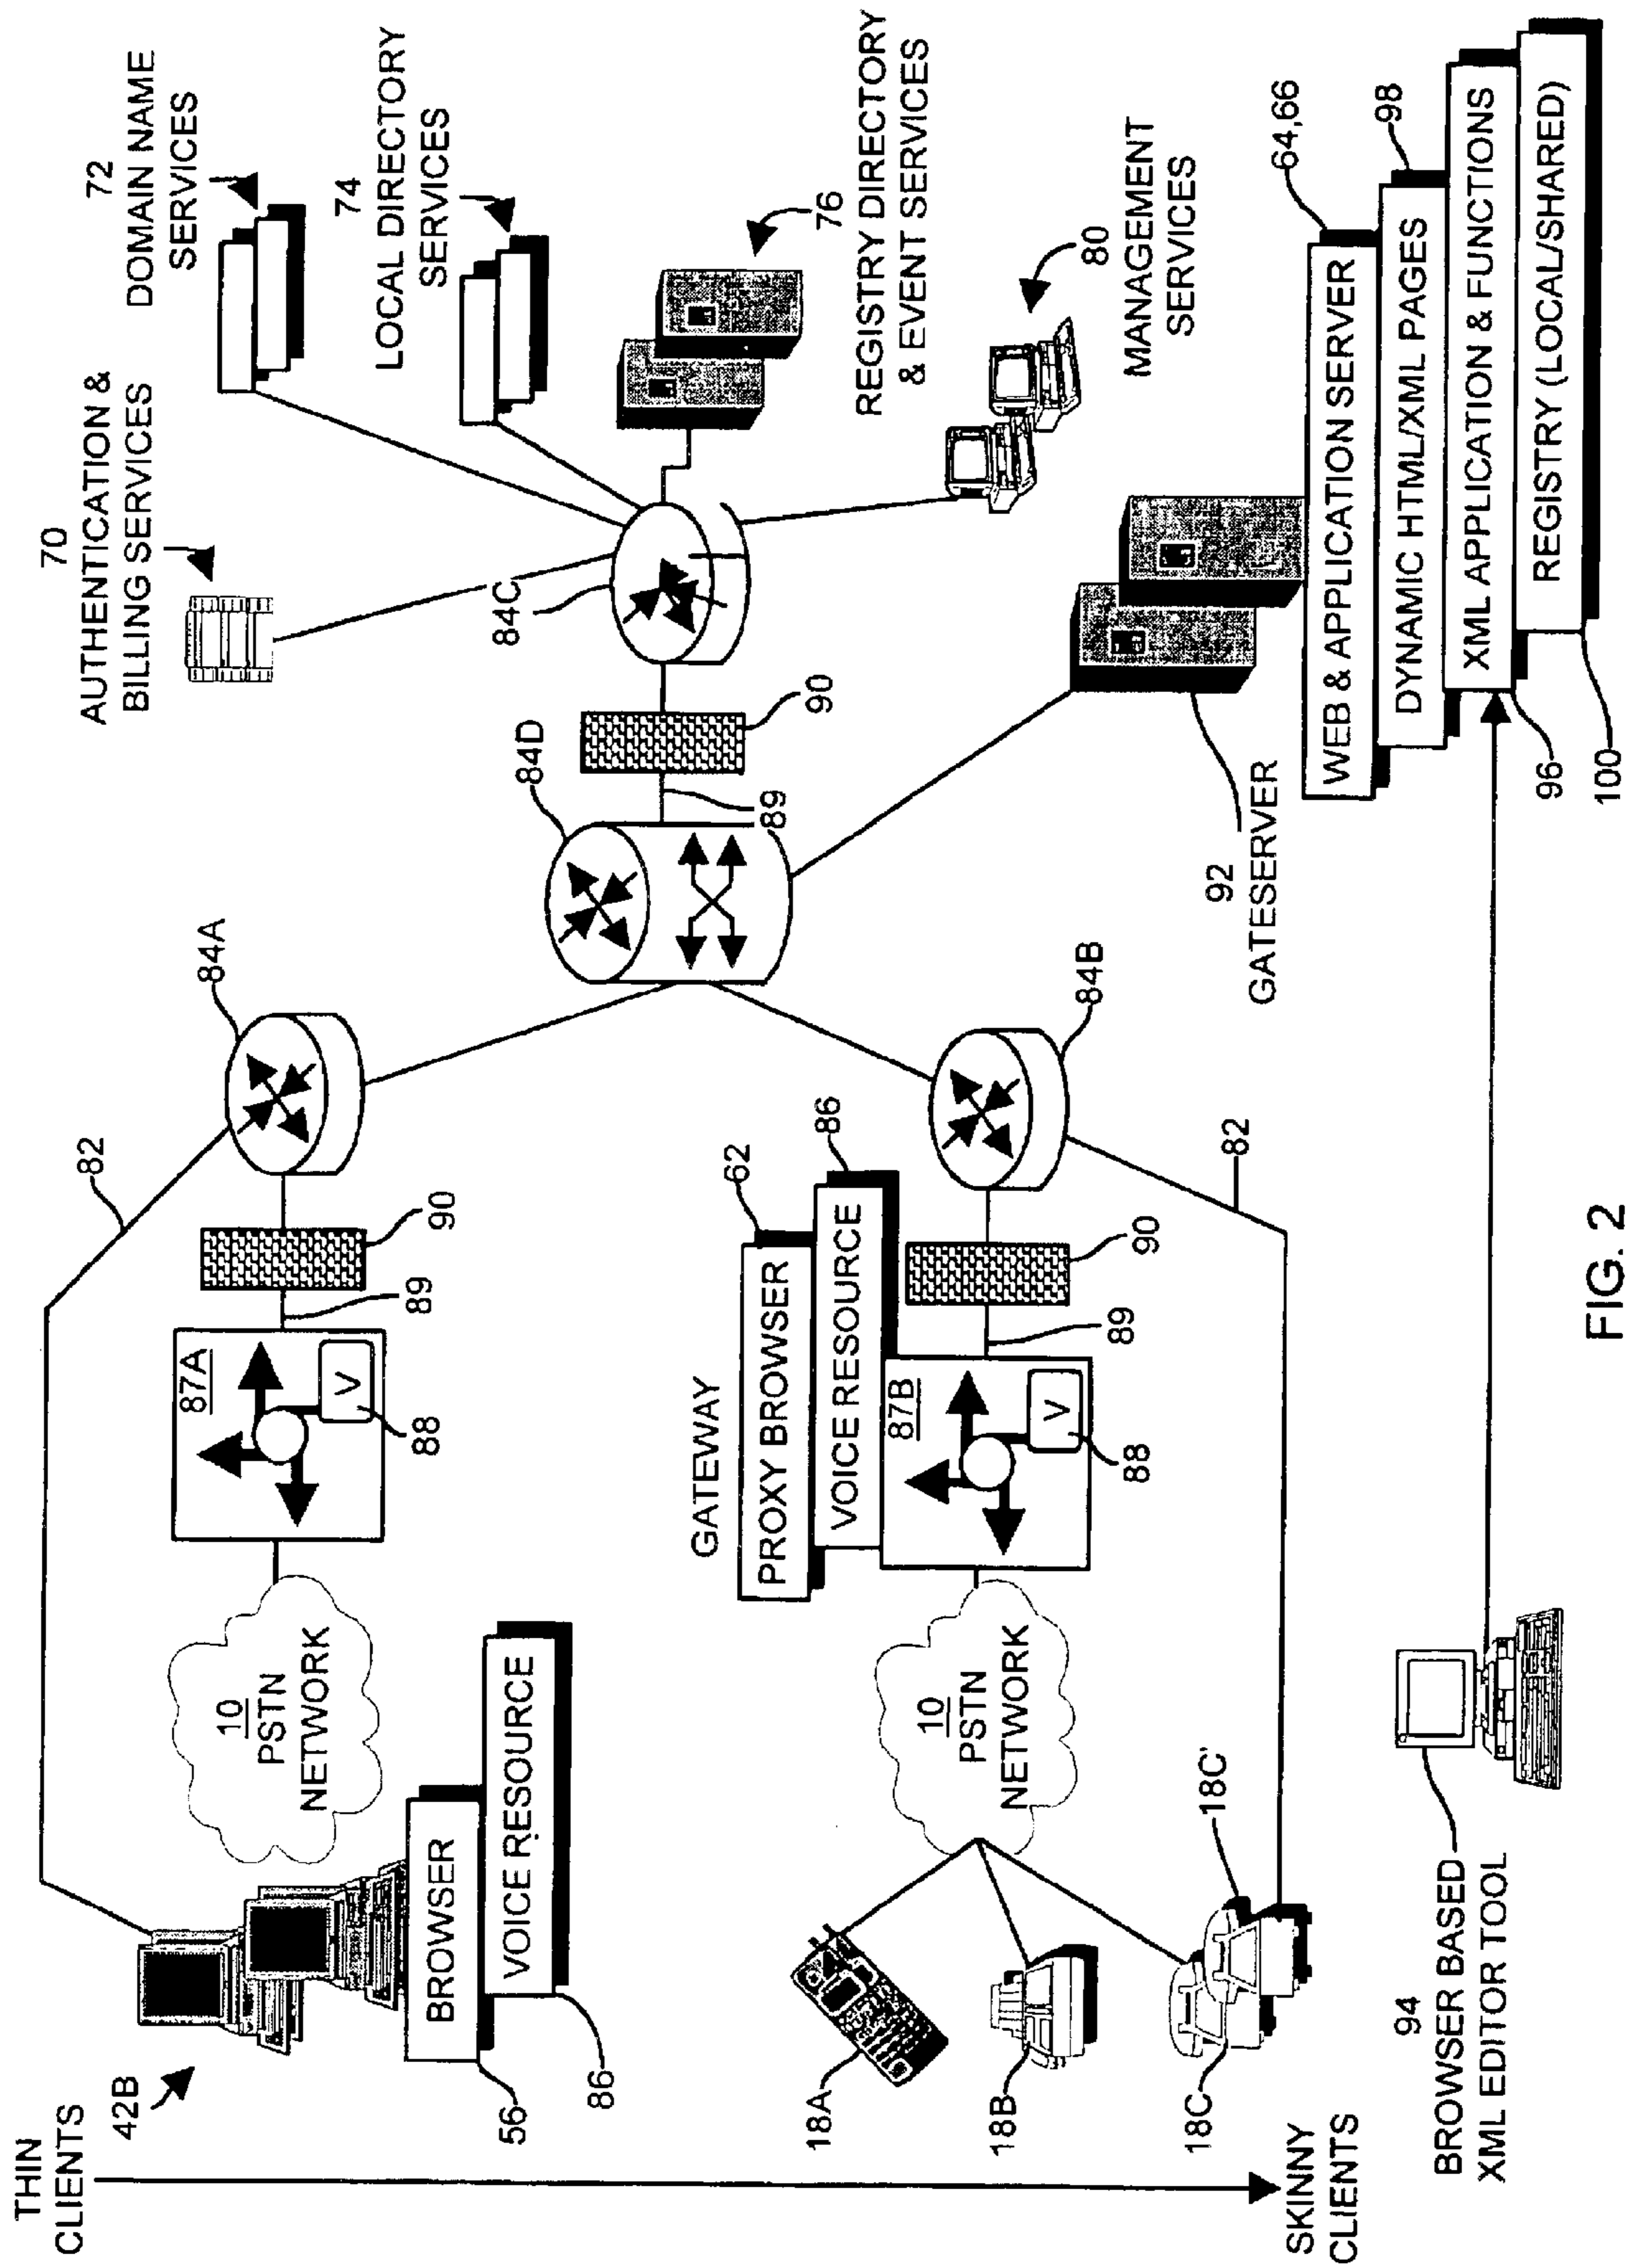 THIN
CLIENTS
42B
56
86
BROWSER
VOICE RESOURCE
82
10
PSTN
NETWORK
87A
V
88
89
90
84A
84D
89
90
84C
70
AUTHENTICATION &
BILLING SERVICES
72
DOMAIN NAME
SERVICES
74
LOCAL DIRECTORY
SERVICES
76
REGISTRY DIRECTORY
& EVENT SERVICES
80
MANAGEMENT
SERVICES
GATEWAY
62
PROXY BROWSER
86
VOICE RESOURCE
87B
V
88
89
90
84B
82
10
PSTN
NETWORK
18A
18B
18C
18C'
SKINNY
CLIENTS
92
GATESERVER
64,66
WEB & APPLICATION SERVER
98
DYNAMIC HTML/XML PAGES
XML APPLICATION & FUNCTIONS
REGISTRY (LOCAL/SHARED)
96
100
94
BROWSER BASED
XML EDITOR TOOL
FIG. 2